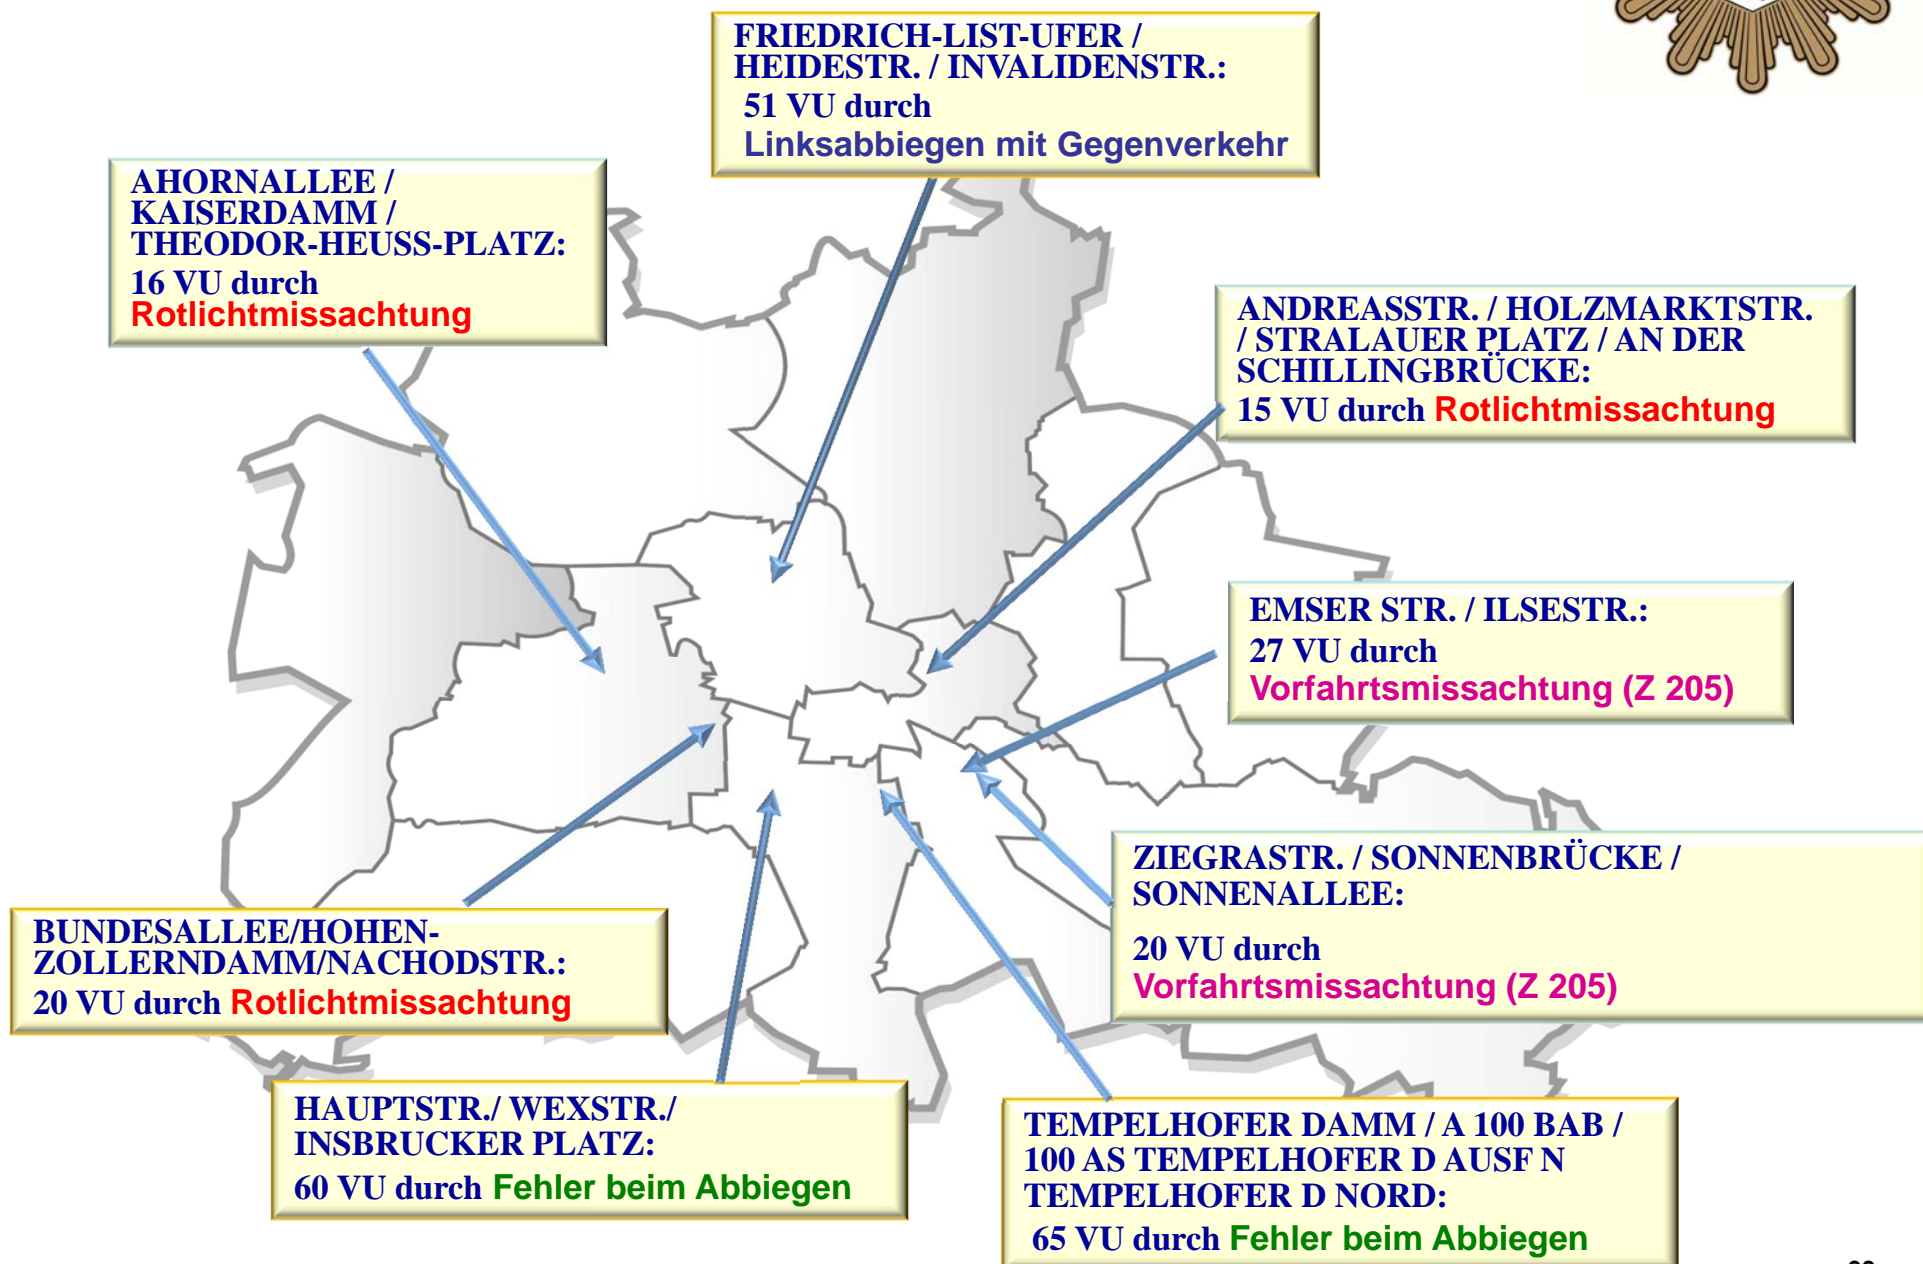 FRIEDRICH-LIST-UFER /
HEIDESTR. / INVALIDENSTR.:
51 VU durch
Linksabbiegen mit Gegenverkehr
AHORNALLEE /
KAISERDAMM /
THEODOR-HEUSS-PLATZ:
16 VU durch
Rotlichtmissachtung
ANDREASSTR. / HOLZMARKTSTR.
/ STRALAUER PLATZ / AN DER
SCHILLINGBRÜCKE:
15 VU durch Rotlichtmissachtung
EMSER STR. / ILSESTR.:
27 VU durch
Vorfahrtsmissachtung (Z 205)
ZIEGRASTR. / SONNENBRÜCKE /
SONNENALLEE:
20 VU durch
Vorfahrtsmissachtung (Z 205)
BUNDESALLEE/HOHEN-
ZOLLERNDAMM/NACHODSTR.:
20 VU durch Rotlichtmissachtung
HAUPTSTR./ WEXSTR./
INSBRUCKER PLATZ:
60 VU durch Fehler beim Abbiegen
TEMPELHOFER DAMM / A 100 BAB /
100 AS TEMPELHOFER D AUSF N
TEMPELHOFER D NORD:
65 VU durch Fehler beim Abbiegen